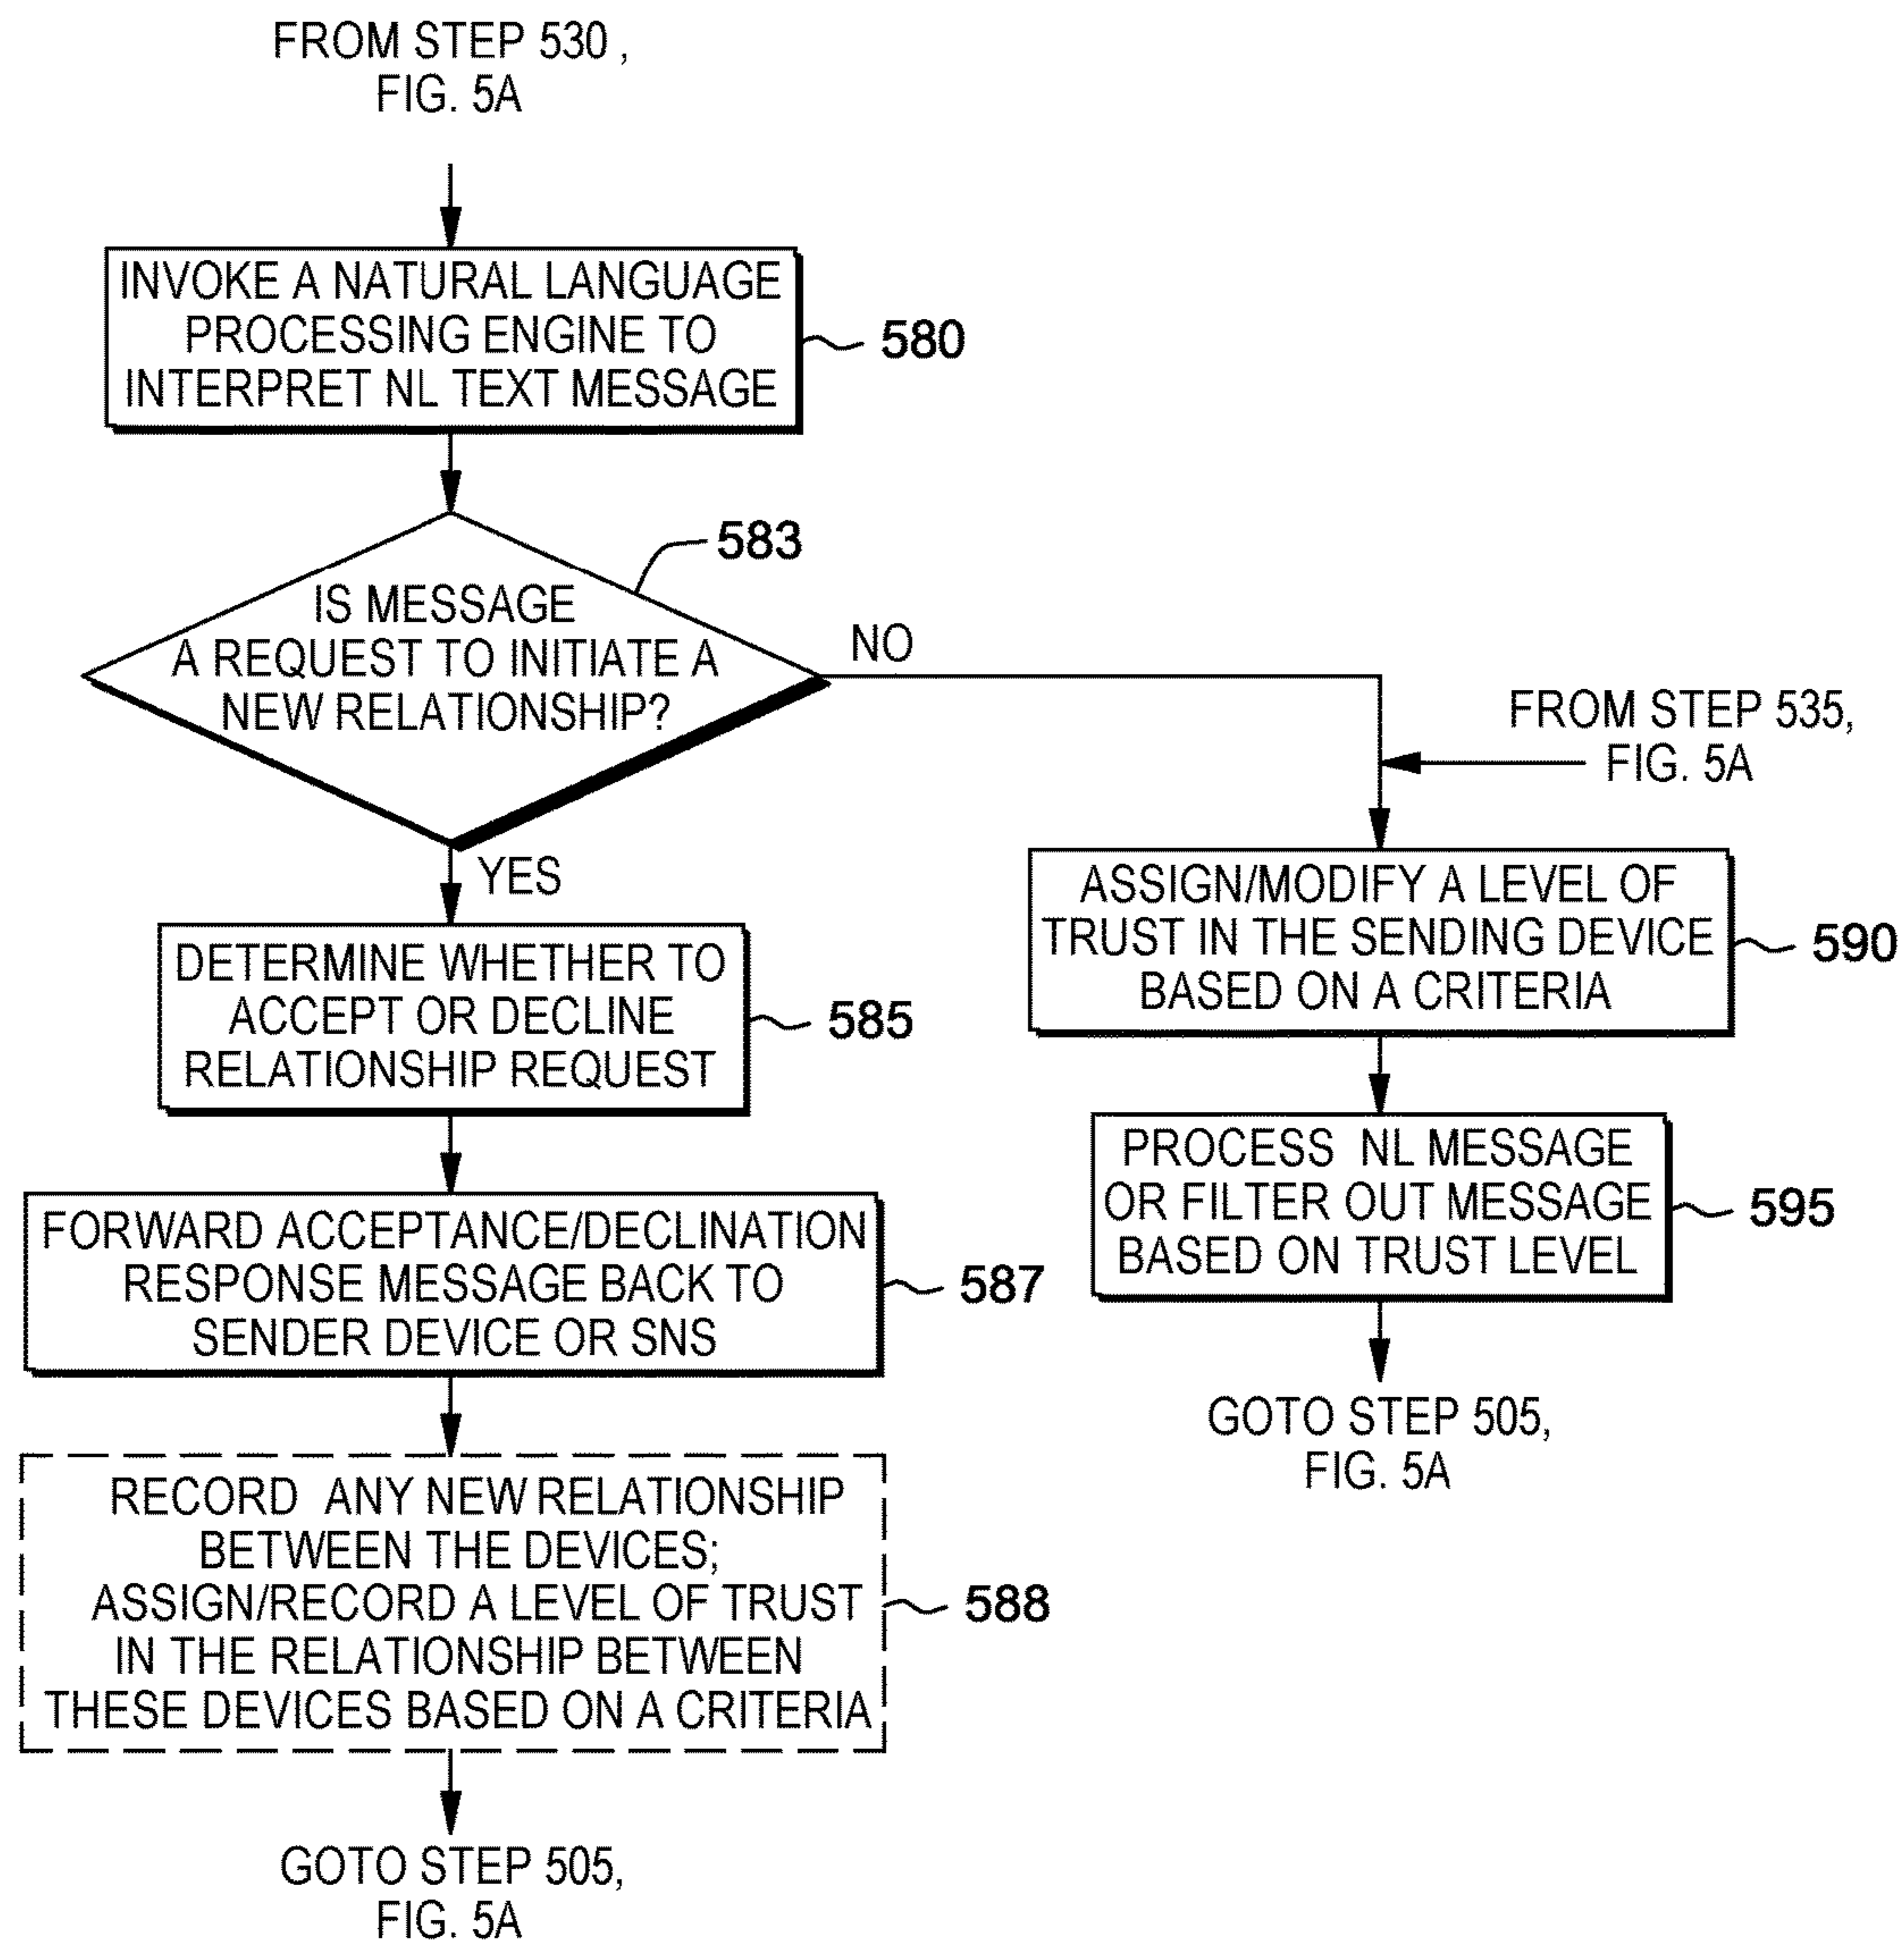 FROM STEP 530 ,
FIG. 5A
INVOKE A NATURAL LANGUAGE
PROCESSING ENGINE TO
INTERPRET NL TEXT MESSAGE
580
583
IS MESSAGE
A REQUEST TO INITIATE A
NEW RELATIONSHIP?
NO
YES
DETERMINE WHETHER TO
ACCEPT OR DECLINE
RELATIONSHIP REQUEST
585
FORWARD ACCEPTANCE/DECLINATION
RESPONSE MESSAGE BACK TO
SENDER DEVICE OR SNS
587
RECORD ANY NEW RELATIONSHIP
BETWEEN THE DEVICES;
ASSIGN/RECORD A LEVEL OF TRUST
IN THE RELATIONSHIP BETWEEN
THESE DEVICES BASED ON A CRITERIA
588
GOTO STEP 505,
FIG. 5A
FROM STEP 535,
FIG. 5A
ASSIGN/MODIFY A LEVEL OF
TRUST IN THE SENDING DEVICE
BASED ON A CRITERIA
590
PROCESS NL MESSAGE
OR FILTER OUT MESSAGE
BASED ON TRUST LEVEL
595
GOTO STEP 505,
FIG. 5A